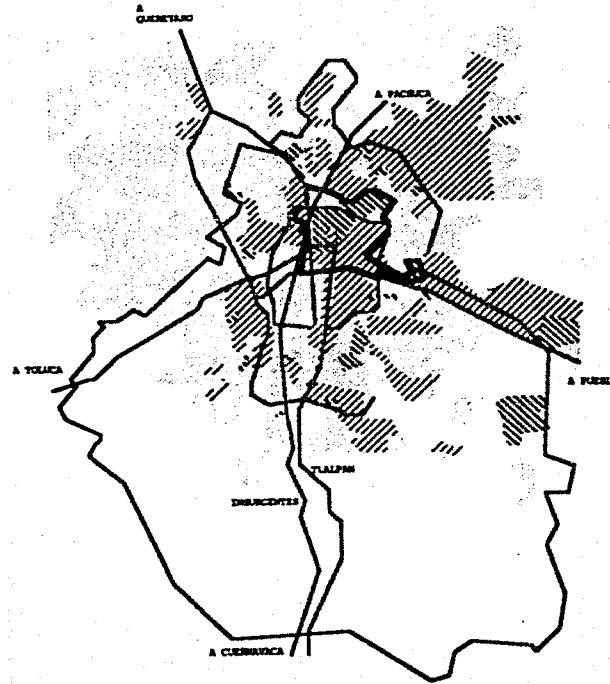 A
QUERETARO
A PACHUCA
A TOLUCA
A PUEBL
TLALPAN
INSURGENTES
A CUERNAVACA